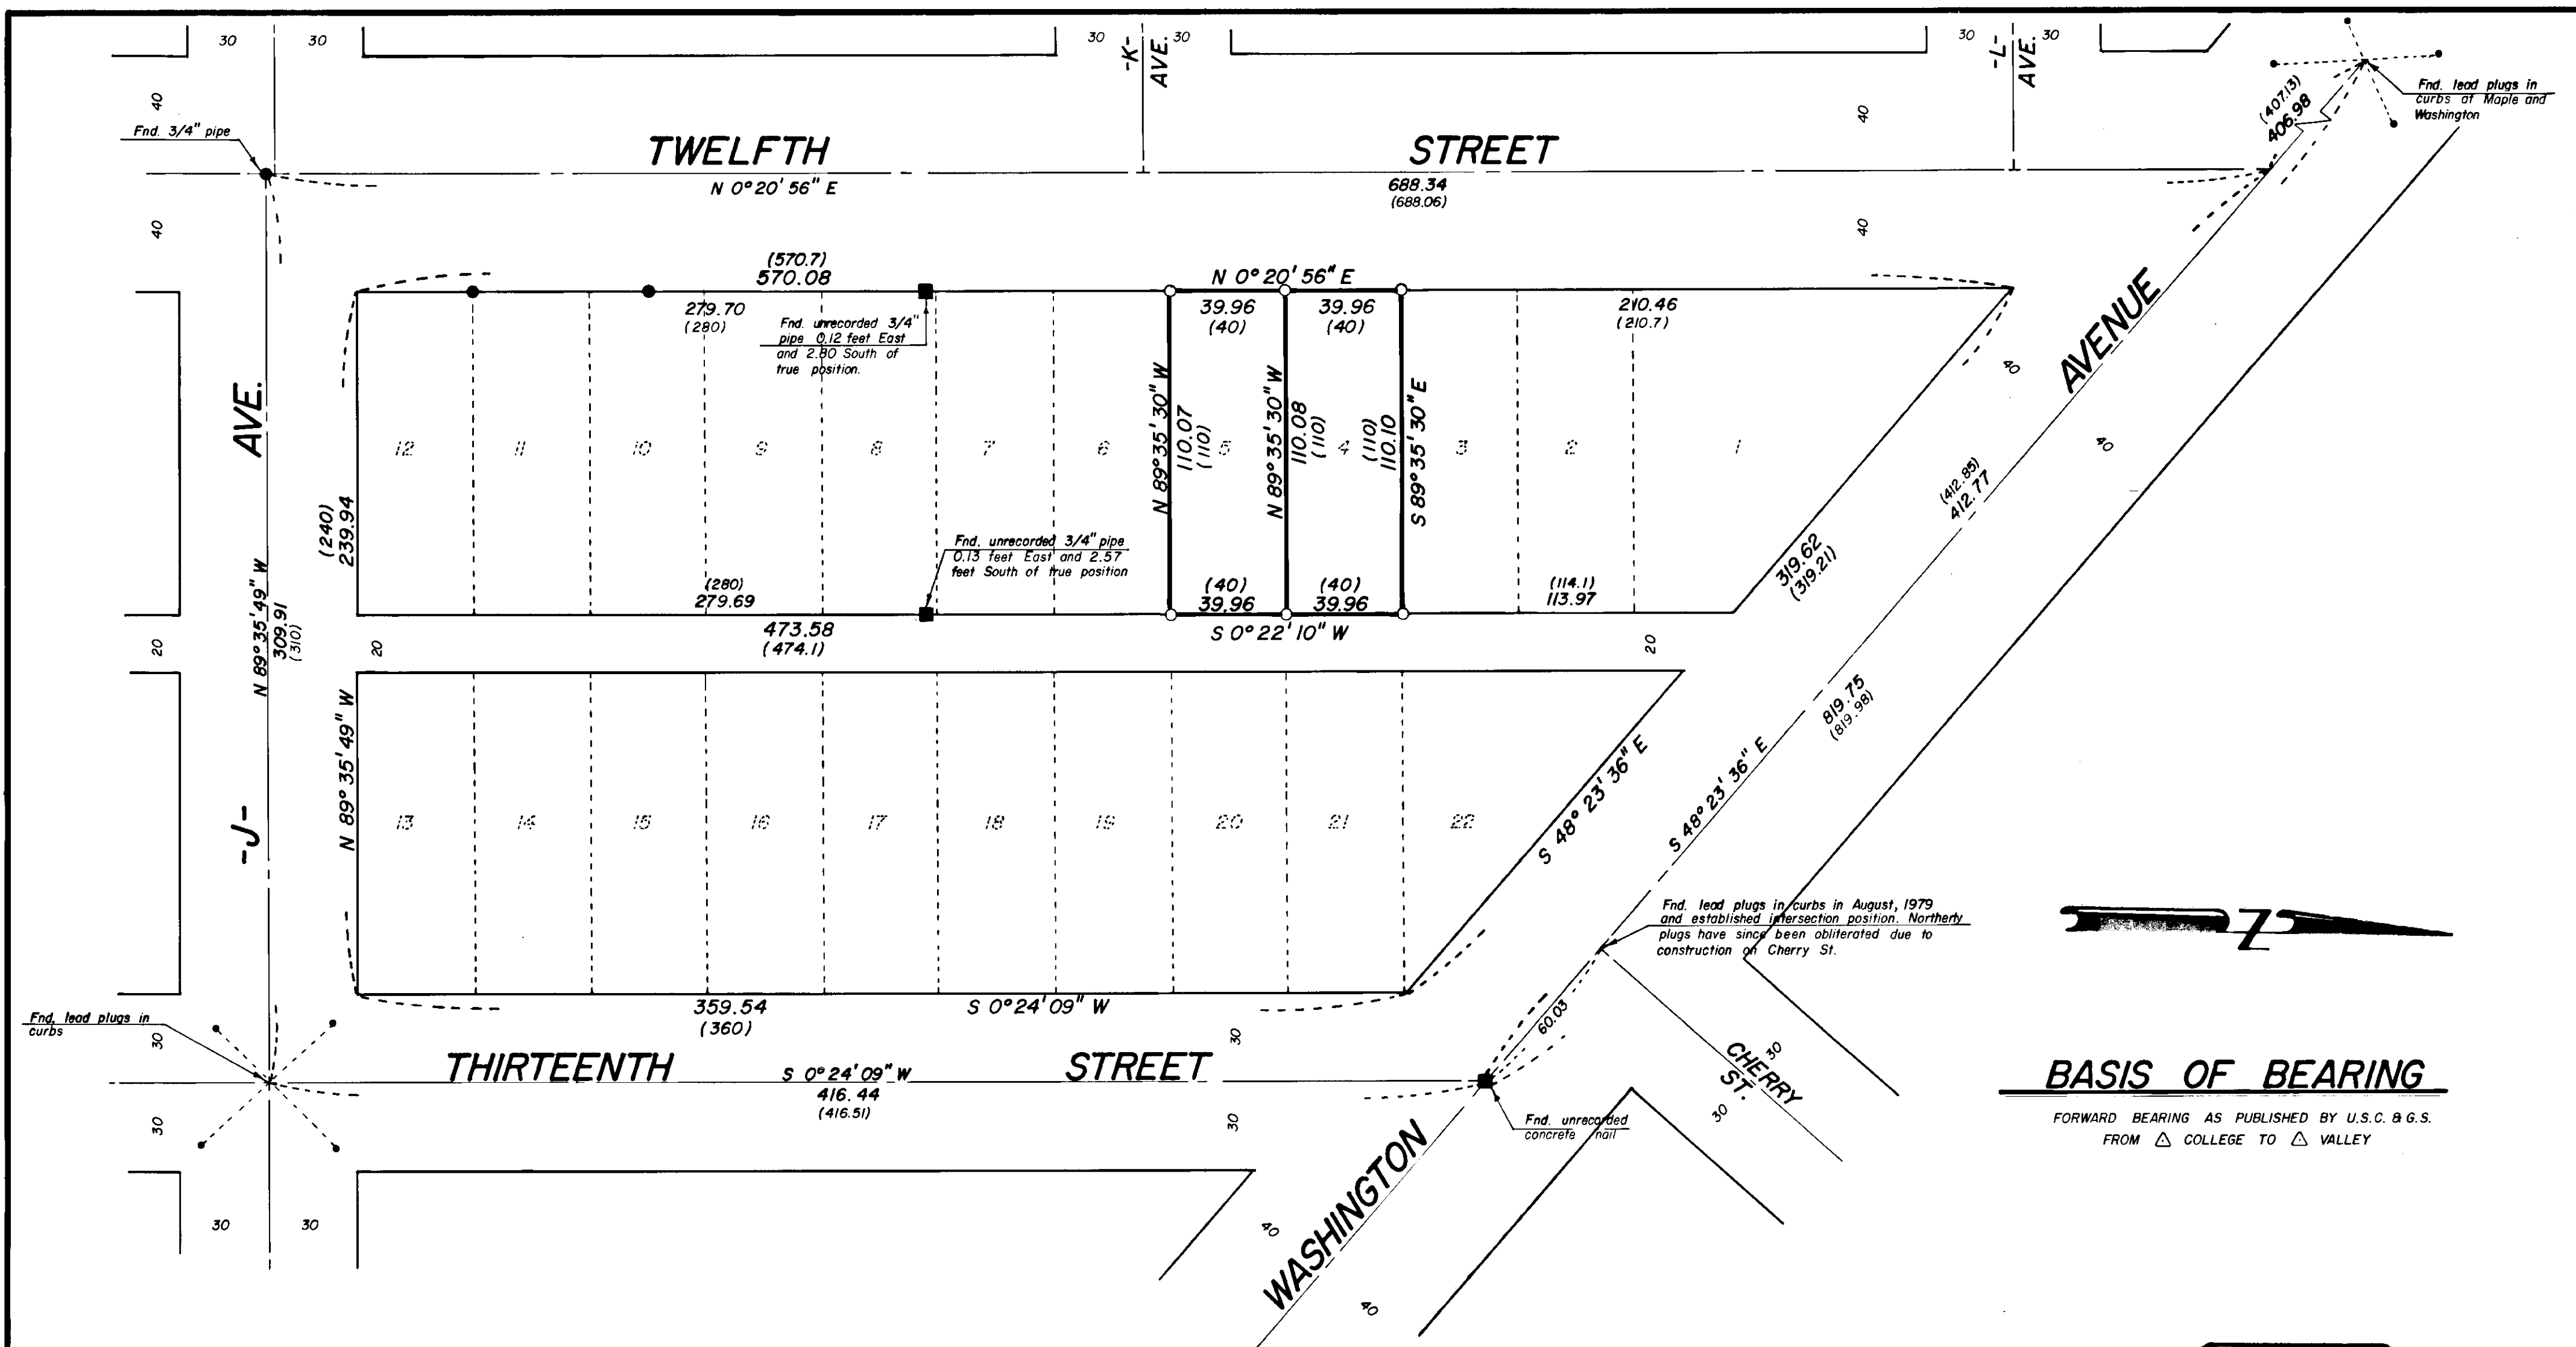 30 30 30 -K- AVE. 30 30 -L- AVE. 30
40
40
Fnd. 3/4" pipe
(407.13)
406.98
Fnd. lead plugs in
curbs at Maple and
Washington
TWELFTH STREET
N 0° 20' 56" E
688.34
(688.06)
40
40
(570.7)
570.08
N 0° 20' 56" E
279.70
(280)
Fnd. unrecorded 3/4"
pipe 0.12 feet East
and 2.80 South of
true position.
39.96
(40)
39.96
(40)
210.46
(210.7)
AVENUE
40
40
AVE.
-J-
N 89° 35' 49" W
309.91
(310)
(240)
239.94
12 11 10 9 8 7 6 5 4 3 2 1
N 89° 35' 30" W
110.07
(110)
N 89° 35' 30" W
110.08
(110)
(110)
110.10
S 89° 35' 30" E
(412.85)
412.77
319.62
(319.21)
Fnd. unrecorded 3/4" pipe
0.13 feet East and 2.57
feet South of true position
(280)
279.69
(40)
39.96
(40)
39.96
(114.1)
113.97
473.58
(474.1)
S 0° 22' 10" W
20
20
20
819.75
(819.98)
S 48° 23' 36" E
S 48° 23' 36" E
N 89° 35' 49" W
13 14 15 16 17 18 19 20 21 22
Fnd. lead plugs in curbs in August, 1979
and established intersection position. Northerly
plugs have since been obliterated due to
construction on Cherry St.
Z
359.54
(360)
S 0° 24' 09" W
Fnd. lead plugs in
curbs
30
30
30
30
60.03
THIRTEENTH STREET
S 0° 24' 09" W
416.44
(416.51)
CHERRY
ST.
30
30
Fnd. unrecorded
concrete nail
WASHINGTON
40
40
30 30
BASIS OF BEARING
FORWARD BEARING AS PUBLISHED BY U.S.C. & G.S.
FROM △ COLLEGE TO △ VALLEY